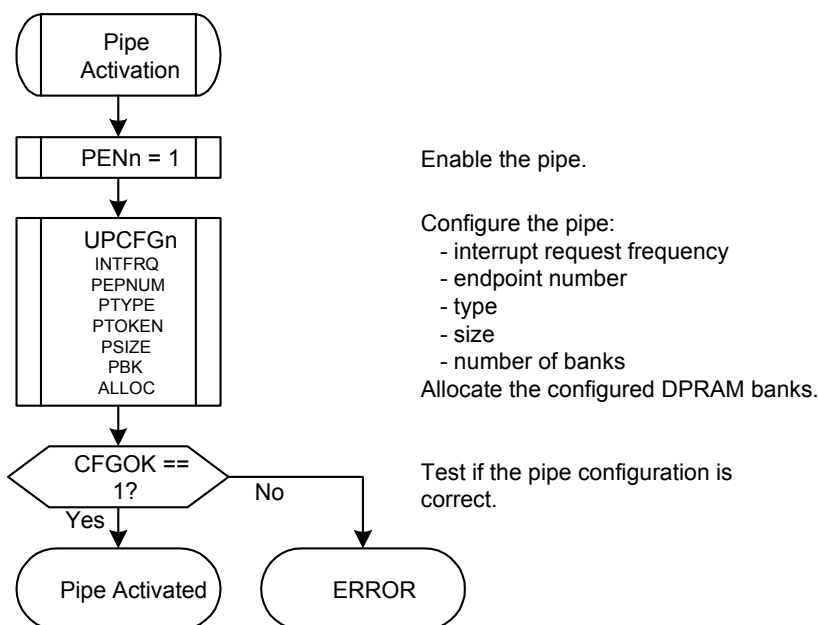 Pipe
Activation
PENn = 1
Enable the pipe.
UPCFGn
INTFRQ
PEPNUM
PTYPE
PTOKEN
PSIZE
PBK
ALLOC
Configure the pipe:
- interrupt request frequency
- endpoint number
- type
- size
- number of banks
Allocate the configured DPRAM banks.
CFGOK ==
1?
Test if the pipe configuration is
correct.
No
Yes
Pipe Activated
ERROR